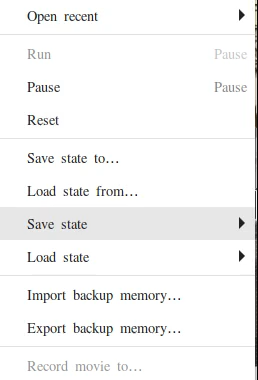 Open recent
Run Pause
Pause Pause
Reset
Save state to...
Load state from...
Save state
Load state
Import backup memory...
Export backup memory...
Record movie to...